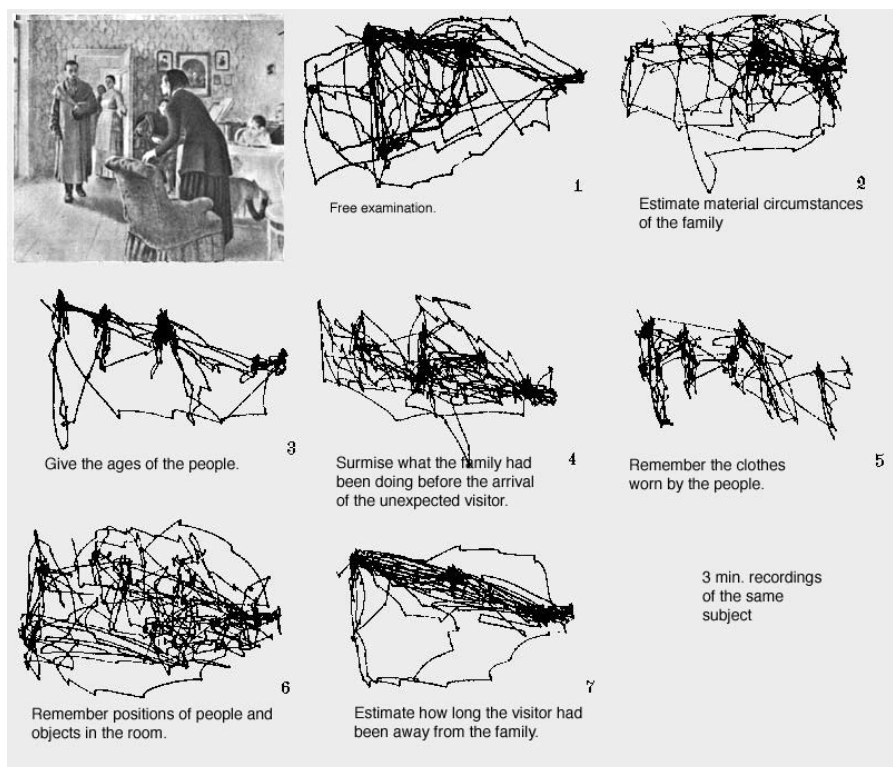 1
Free examination.
2
Estimate material circumstances
of the family
3
Give the ages of the people.
4
Surmise what the family had
been doing before the arrival
of the unexpected visitor.
5
Remember the clothes
worn by the people.
6
Remember positions of people and
objects in the room.
7
Estimate how long the visitor had
been away from the family.
3 min. recordings
of the same
subject